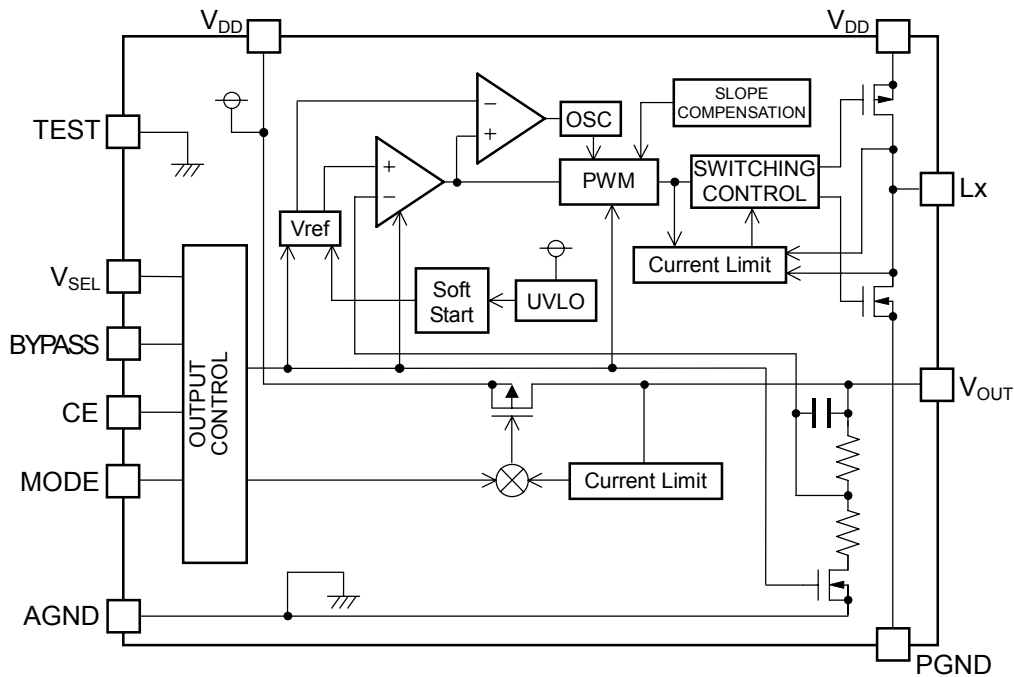 VDD
VDD
SLOPE
COMPENSATION
−
OSC
+
TEST
+
PWM
SWITCHING
CONTROL
−
Lx
Vref
Current Limit
VSEL
Soft
Start
UVLO
BYPASS
OUTPUT
CONTROL
VOUT
CE
MODE
Current Limit
AGND
PGND